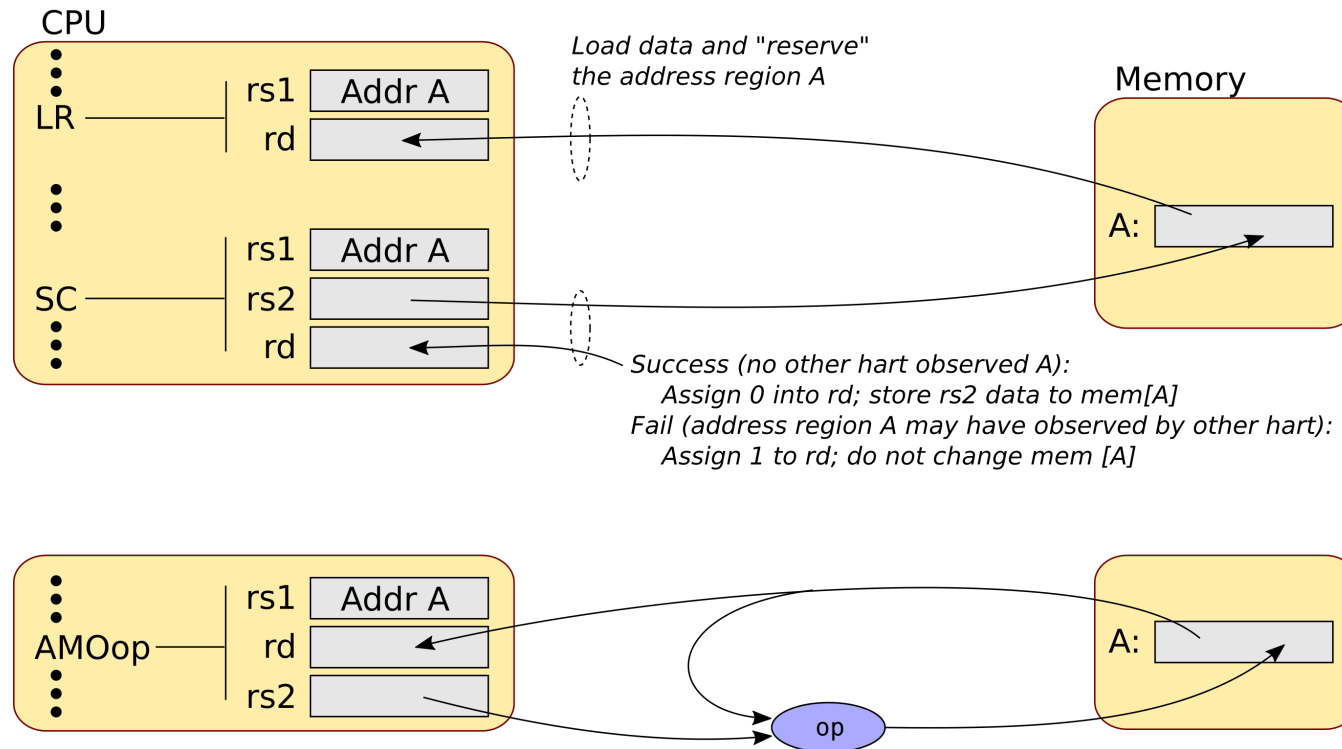 CPU
Load data and "reserve"
the address region A
Memory
LR
rs1
Addr A
rd
A:
SC
rs1
Addr A
rs2
rd
Success (no other hart observed A):
Assign 0 into rd; store rs2 data to mem[A]
Fail (address region A may have observed by other hart):
Assign 1 to rd; do not change mem [A]
AMOop
rs1
Addr A
rd
rs2
A:
op